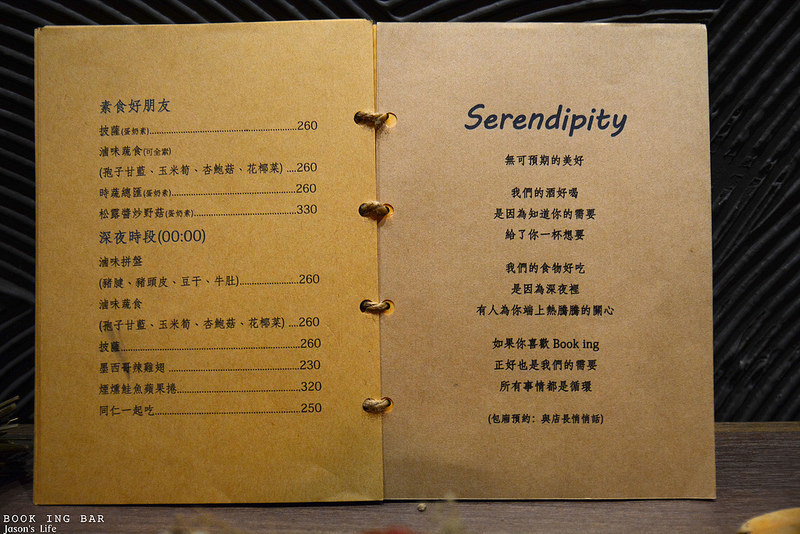 素食好朋友
披薩(蛋奶素)..............................................260
滷味蔬食(可全素)
(孢子甘藍、玉米筍、杏鮑菇、花椰菜) ....260
時蔬總匯(蛋奶素)..............................................260
松露醬炒野菇(蛋奶素)......................................330
深夜時段(00:00)
滷味拼盤
(豬腱、豬頭皮、豆干、牛肚)........................260
滷味蔬食
(孢子甘藍、玉米筍、杏鮑菇、花椰菜) ....260
披薩..............................................................260
墨西哥辣雞翅 ........................................230
煙燻鮭魚蘋果捲............................................320
同仁一起吃..................................................250
Serendipity
無可預期的美好
我們的酒好喝
是因為知道你的需要
給了你一杯想要
我們的食物好吃
是因為深夜裡
有人為你端上熱騰騰的關心
如果你喜歡 Book ing
正好也是我們的需要
所有事情都是循環
(包廂預約：與店長悄悄話)
BOOK ING BAR
Jason's Life